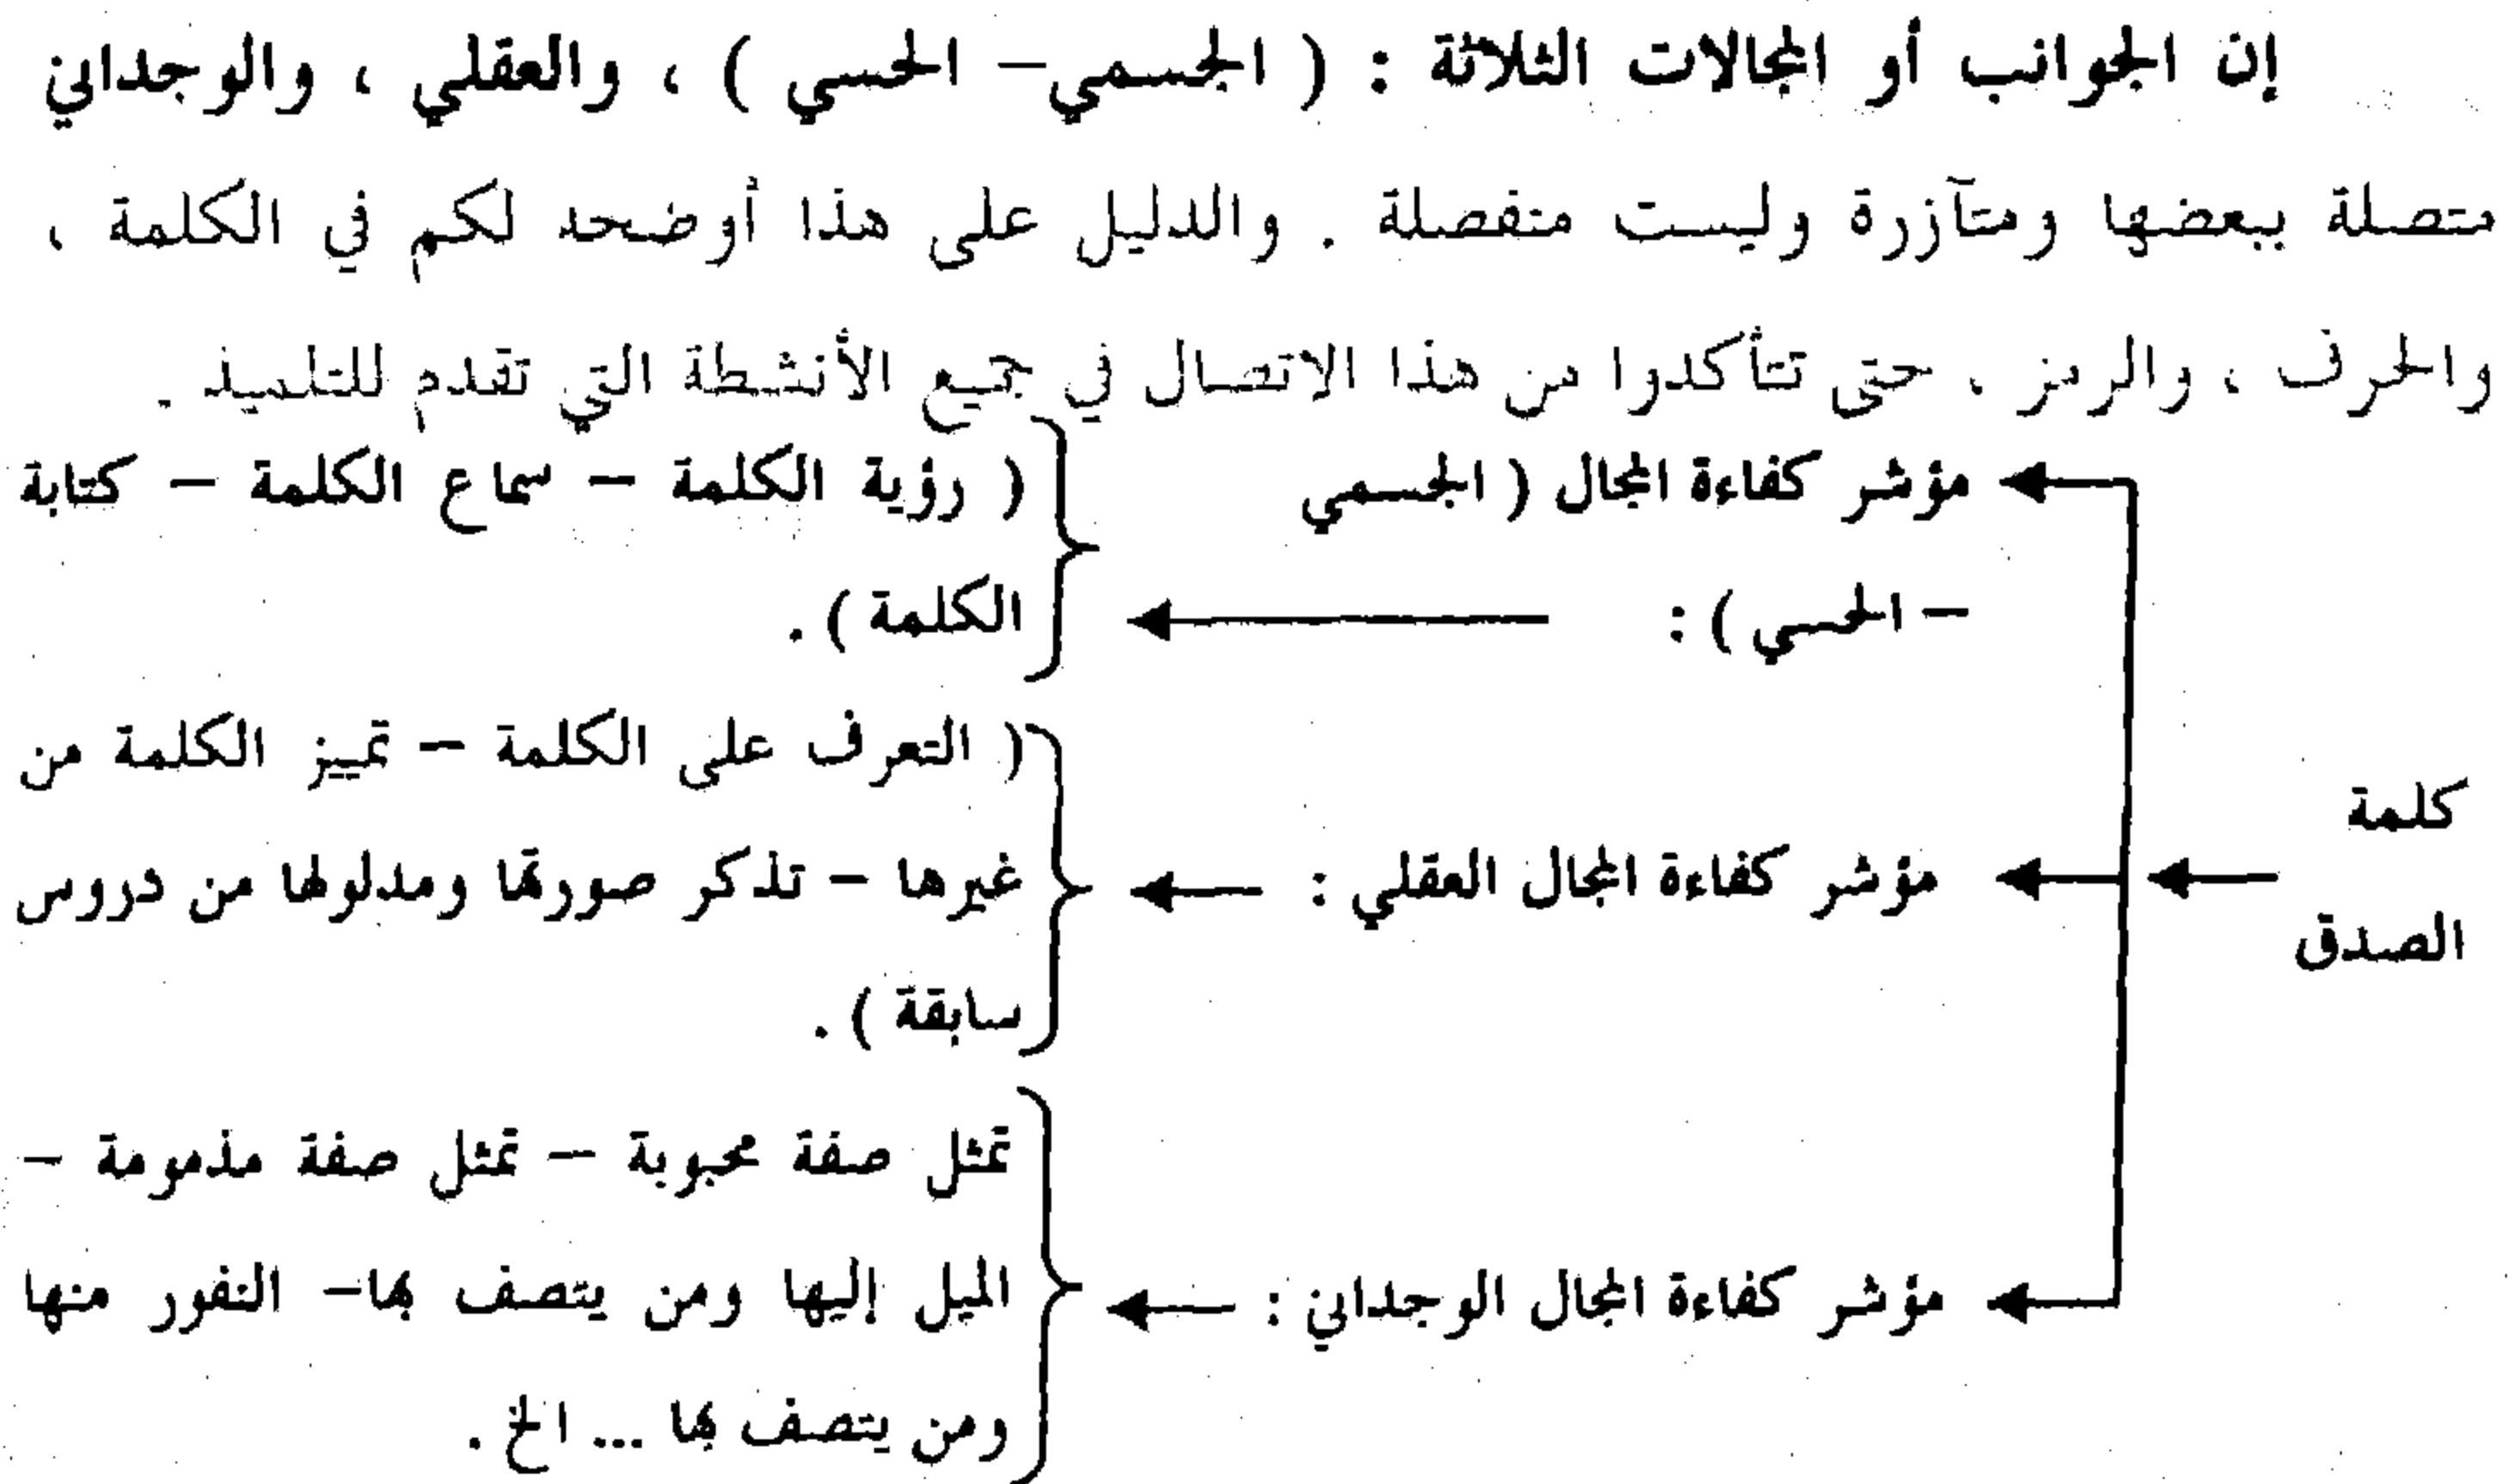 إن الجوانب أو المجالات الثلاثة : ( الجسمي– الحسي ) ، والعقلي ، والوجداني
متصلة ببعضها ومتآزرة وليست منفصلة . والدليل على هذا أوضحه لكم في الكلمة ،
والحرف ، والرمز ، حتى تتأكدوا من هذا الاتصال في جميع الأنشطة التي تقدم للتلميذ .
كلمة
الصدق
مؤشر كفاءة المجال ( الجسمي
– الحسي ) :
( رؤية الكلمة – سماع الكلمة – كتابة
الكلمة ) .
مؤشر كفاءة المجال العقلي :
( التعرف على الكلمة – تمييز الكلمة من
غيرها – تذكر صورتها ومدلولها من دروس
سابقة ) .
مؤشر كفاءة المجال الوجداني :
تمثل صفة محبوبة – تمثل صفة مذمومة –
الميل إليها ومن يتصف بها– النفور منها
ومن يتصف بها ... الخ .